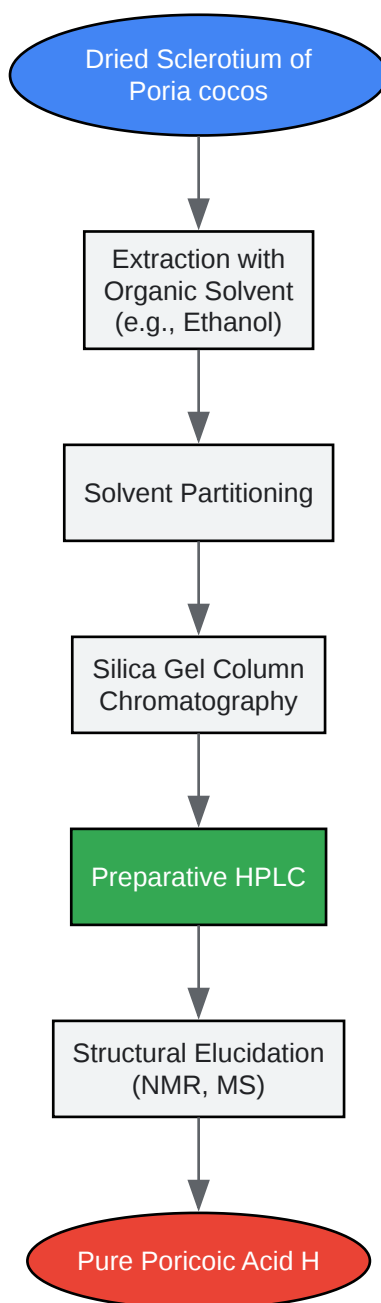 Dried Sclerotium of
Poria cocos
Extraction with
Organic Solvent
(e.g., Ethanol)
Solvent Partitioning
Silica Gel Column
Chromatography
Preparative HPLC
Structural Elucidation
(NMR, MS)
Pure Poricoic Acid H